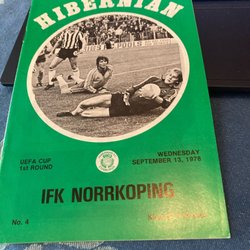 HIBERNIAN
UEFA CUP
1st ROUND
WEDNESDAY
SEPTEMBER 13, 1978
IFK NORRKOPING
No. 4